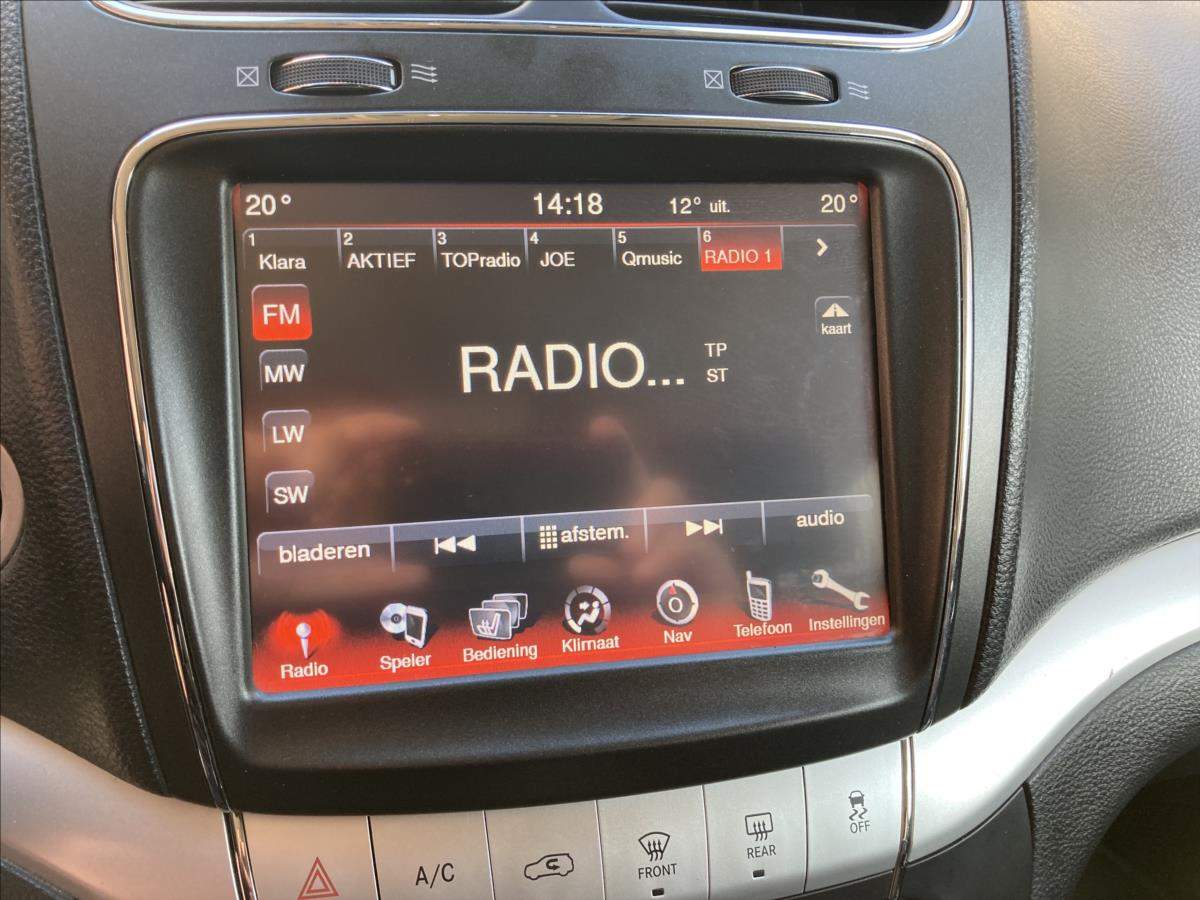 20° 14:18 12° uit. 20°
1 2 3 4 5 6
Klara AKTIEF TOPradio JOE Qmusic RADIO 1
FM
kaart
RADIO... TP
ST
MW
LW
SW
bladeren afstem. audio
Radio Speler Bediening Klimaat Nav Telefoon Instellingen
A/C FRONT REAR OFF